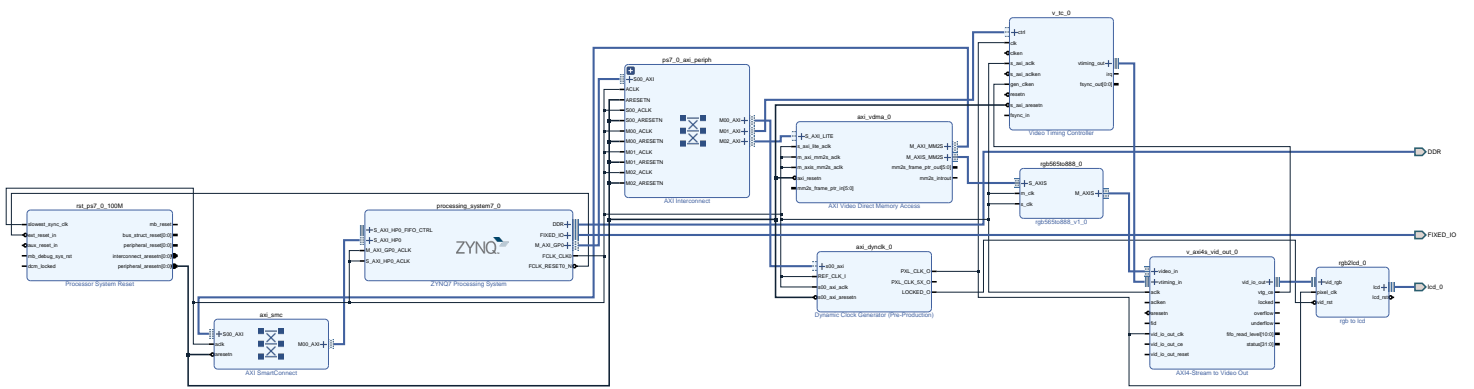 v_tc_0
ctrl
clk
clken
s_axi_aclk
s_axi_aclken
gen_clken
resetn
s_axi_aresetn
fsync_in
vtiming_out
irq
fsync_out[0:0]
Video Timing Controller
ps7_0_axi_periph
S00_AXI
ACLK
ARESETN
S00_ACLK
S00_ARESETN
M00_ACLK
M00_ARESETN
M01_ACLK
M01_ARESETN
M02_ACLK
M02_ARESETN
M00_AXI
M01_AXI
M02_AXI
AXI Interconnect
axi_vdma_0
S_AXI_LITE
s_axi_lite_aclk
m_axi_mm2s_aclk
m_axis_mm2s_aclk
axi_resetn
mm2s_frame_ptr_in[5:0]
M_AXI_MM2S
M_AXIS_MM2S
mm2s_frame_ptr_out[5:0]
mm2s_introut
AXI Video Direct Memory Access
DDR
rgb565to888_0
S_AXIS
m_clk
s_clk
M_AXIS
rgb565to888_v1_0
rst_ps7_0_100M
slowest_sync_clk
ext_reset_in
aux_reset_in
mb_debug_sys_rst
dcm_locked
mb_reset
bus_struct_reset[0:0]
peripheral_reset[0:0]
interconnect_aresetn[0:0]
peripheral_aresetn[0:0]
Processor System Reset
processing_system7_0
S_AXI_HP0_FIFO_CTRL
S_AXI_HP0
M_AXI_GP0_ACLK
S_AXI_HP0_ACLK
ZYNQ
DDR
FIXED_IO
M_AXI_GP0
FCLK_CLK0
FCLK_RESET0_N
ZYNQ7 Processing System
FIXED_IO
axi_dynclk_0
s00_axi
REF_CLK_I
s00_axi_aclk
s00_axi_aresetn
PXL_CLK_O
PXL_CLK_5X_O
LOCKED_O
Dynamic Clock Generator (Pre-Production)
v_axi4s_vid_out_0
video_in
vtiming_in
aclk
aclken
aresetn
fid
vid_io_out_clk
vid_io_out_ce
vid_io_out_reset
vid_io_out
vtg_ce
locked
overflow
underflow
fifo_read_level[10:0]
status[31:0]
AXI4-Stream to Video Out
rgb2lcd_0
vid_rgb
pixel_clk
vid_rst
lcd
lcd_rst
rgb to lcd
lcd_0
axi_smc
S00_AXI
aclk
aresetn
M00_AXI
AXI SmartConnect